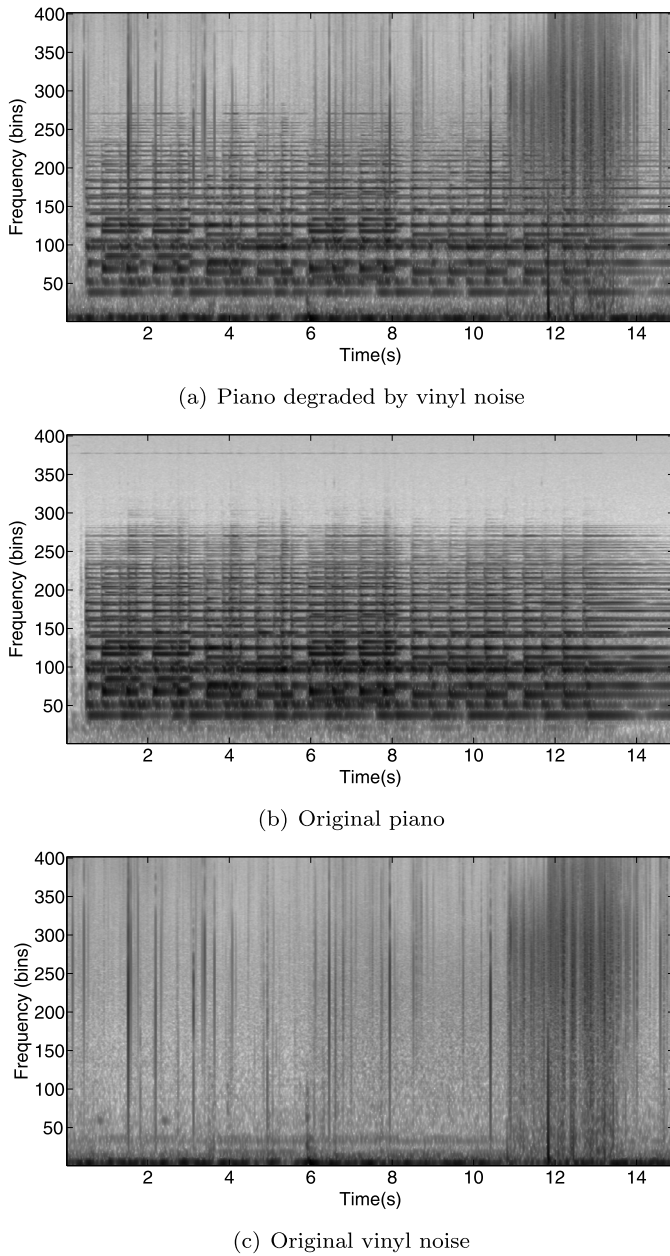 400
350
300
250
200
150
100
50
Frequency (bins)
2 4 6 8 10 12 14
Time(s)
(a) Piano degraded by vinyl noise
400
350
300
250
200
150
100
50
Frequency (bins)
2 4 6 8 10 12 14
Time(s)
(b) Original piano
400
350
300
250
200
150
100
50
Frequency (bins)
2 4 6 8 10 12 14
Time(s)
(c) Original vinyl noise